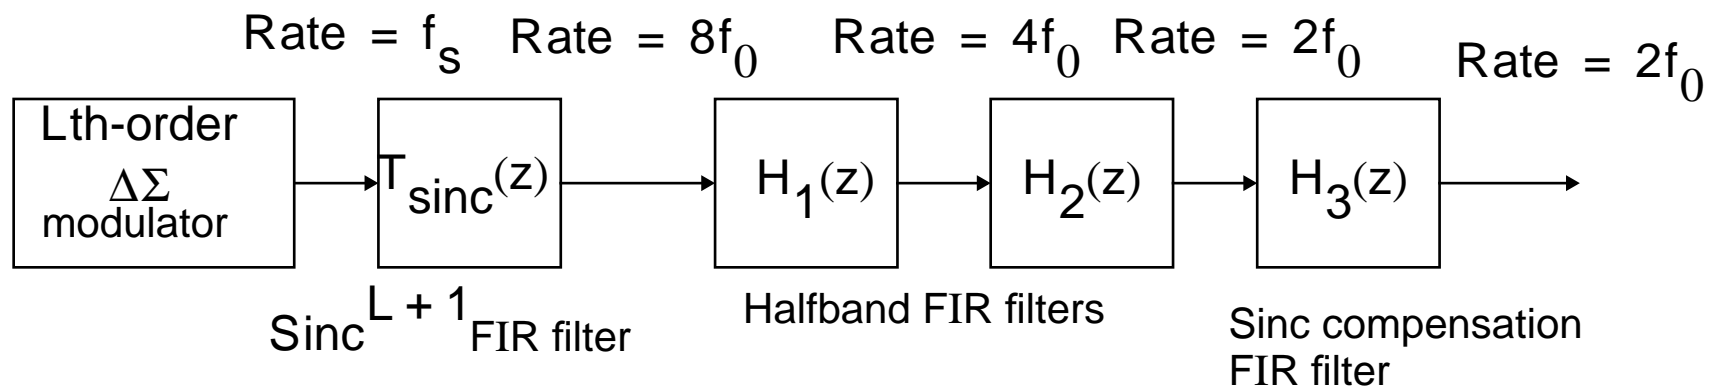 Rate = f_s Rate = 8f_0 Rate = 4f_0 Rate = 2f_0 Rate = 2f_0
Lth-order
ΔΣ
modulator
T_sinc(z)
H_1(z)
H_2(z)
H_3(z)
Sinc^{L + 1} FIR filter
Halfband FIR filters
Sinc compensation
FIR filter